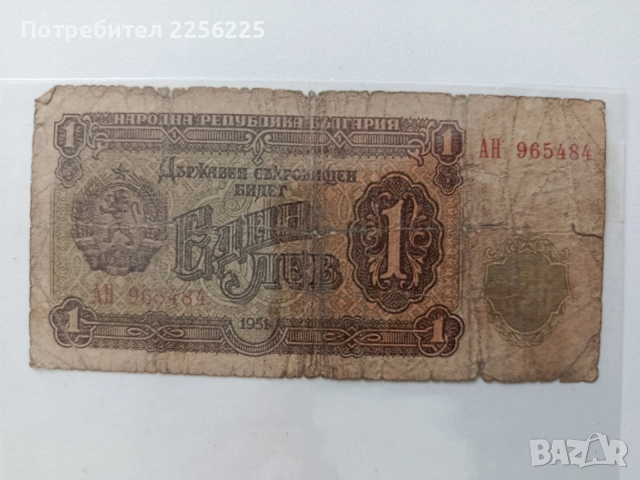 Потребител 2256225
1 НАРОДНА РЕПУБЛИКА БЪЛГАРИЯ 1
АН 965484
ДЪРЖАВЕН СЪКРОВИЩЕН
БИЛЕТ
ЕДИН
ЛЕВ
1
АН 965484
1951
1 1
BAZAR